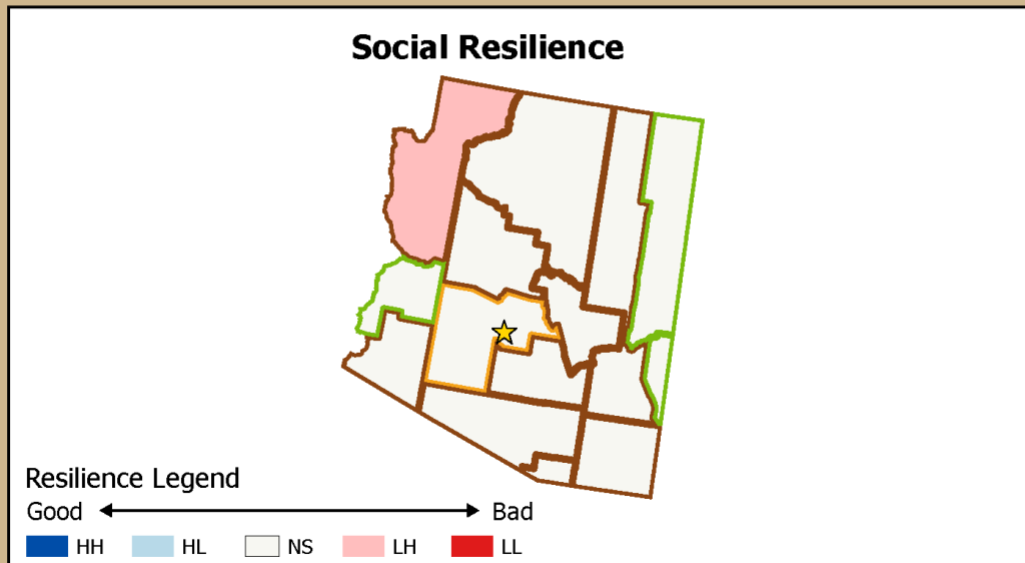 Social Resilience
Resilience Legend
Good Bad
HH HL NS LH LL